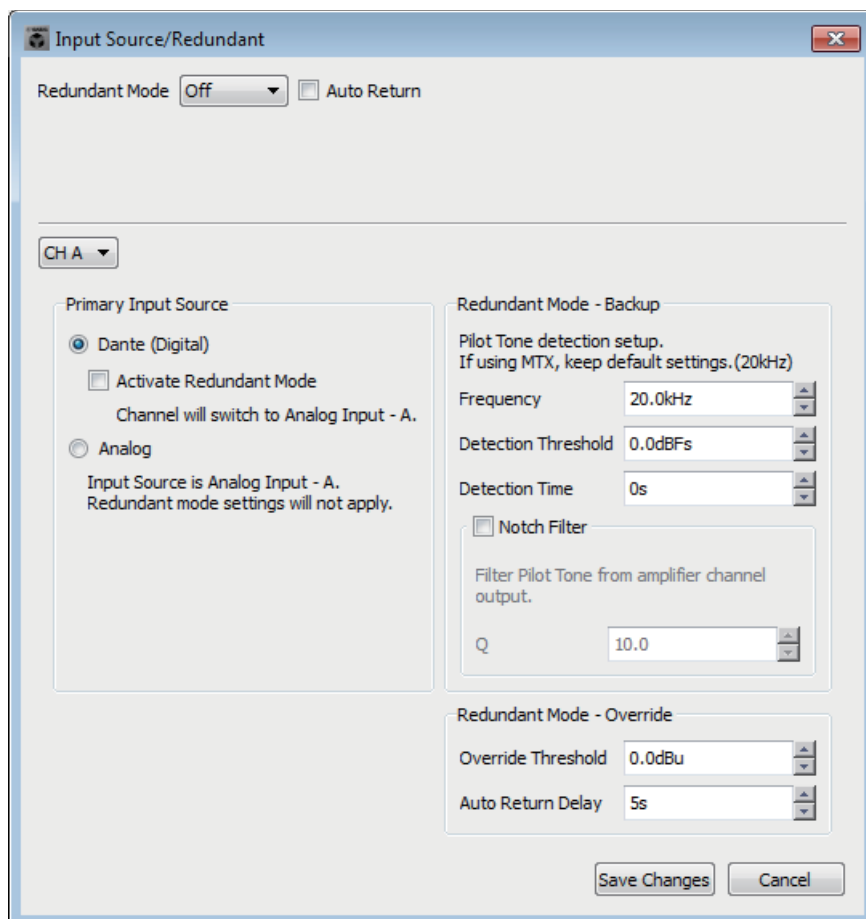 Input Source/Redundant
Redundant Mode Off Auto Return
CH A
Primary Input Source
Dante (Digital)
Activate Redundant Mode
Channel will switch to Analog Input - A.
Analog
Input Source is Analog Input - A.
Redundant mode settings will not apply.
Redundant Mode - Backup
Pilot Tone detection setup.
If using MTX, keep default settings.(20kHz)
Frequency 20.0kHz
Detection Threshold 0.0dBFs
Detection Time 0s
Notch Filter
Filter Pilot Tone from amplifier channel
output.
Q 10.0
Redundant Mode - Override
Override Threshold 0.0dBu
Auto Return Delay 5s
Save Changes Cancel